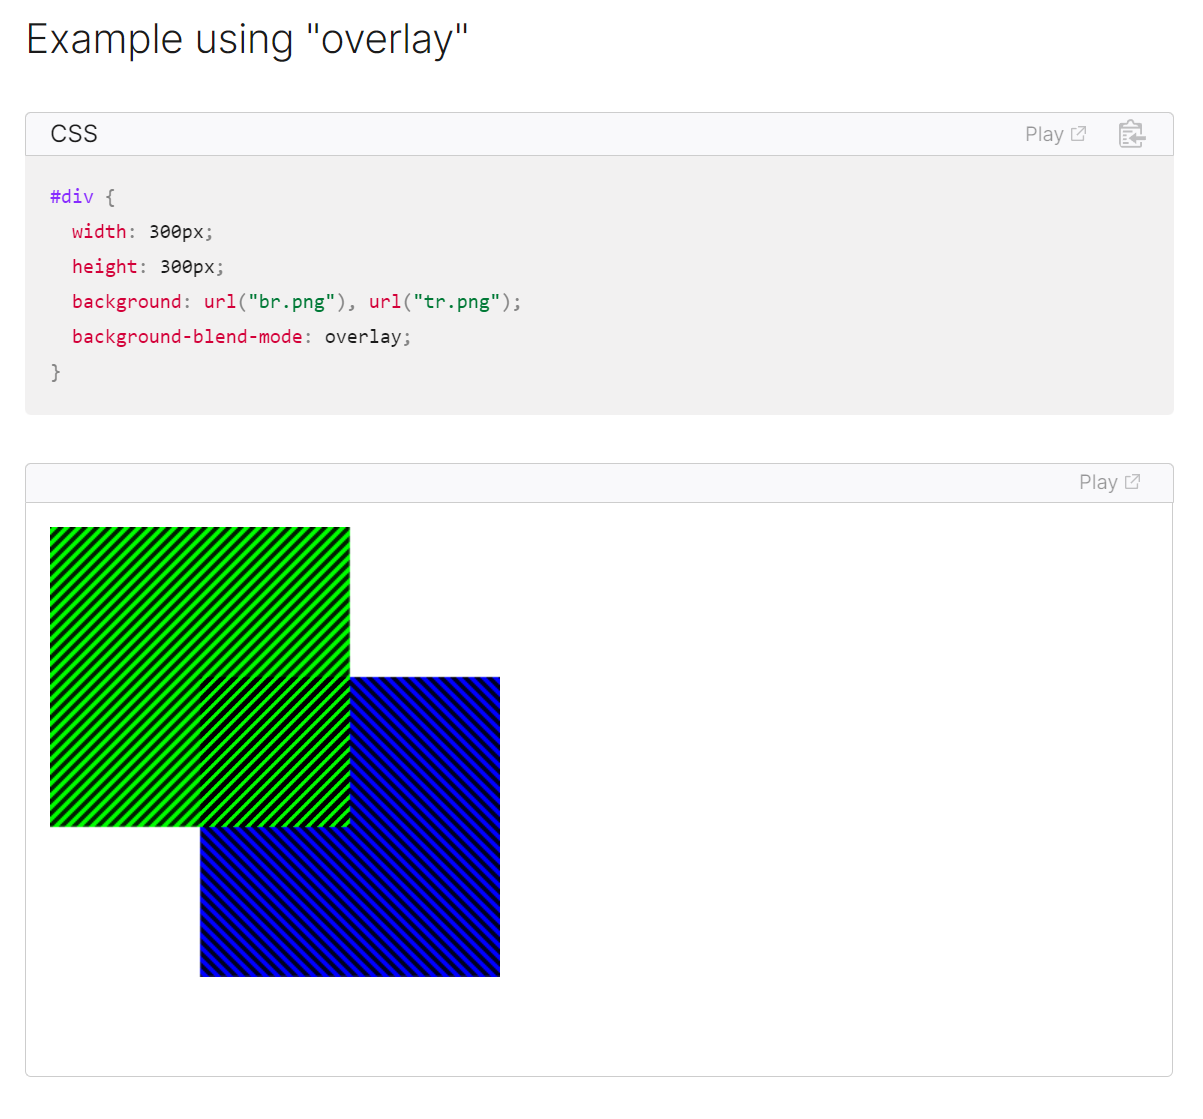 Example using "overlay"
CSS
Play
#div {
  width: 300px;
  height: 300px;
  background: url("br.png"), url("tr.png");
  background-blend-mode: overlay;
}
Play